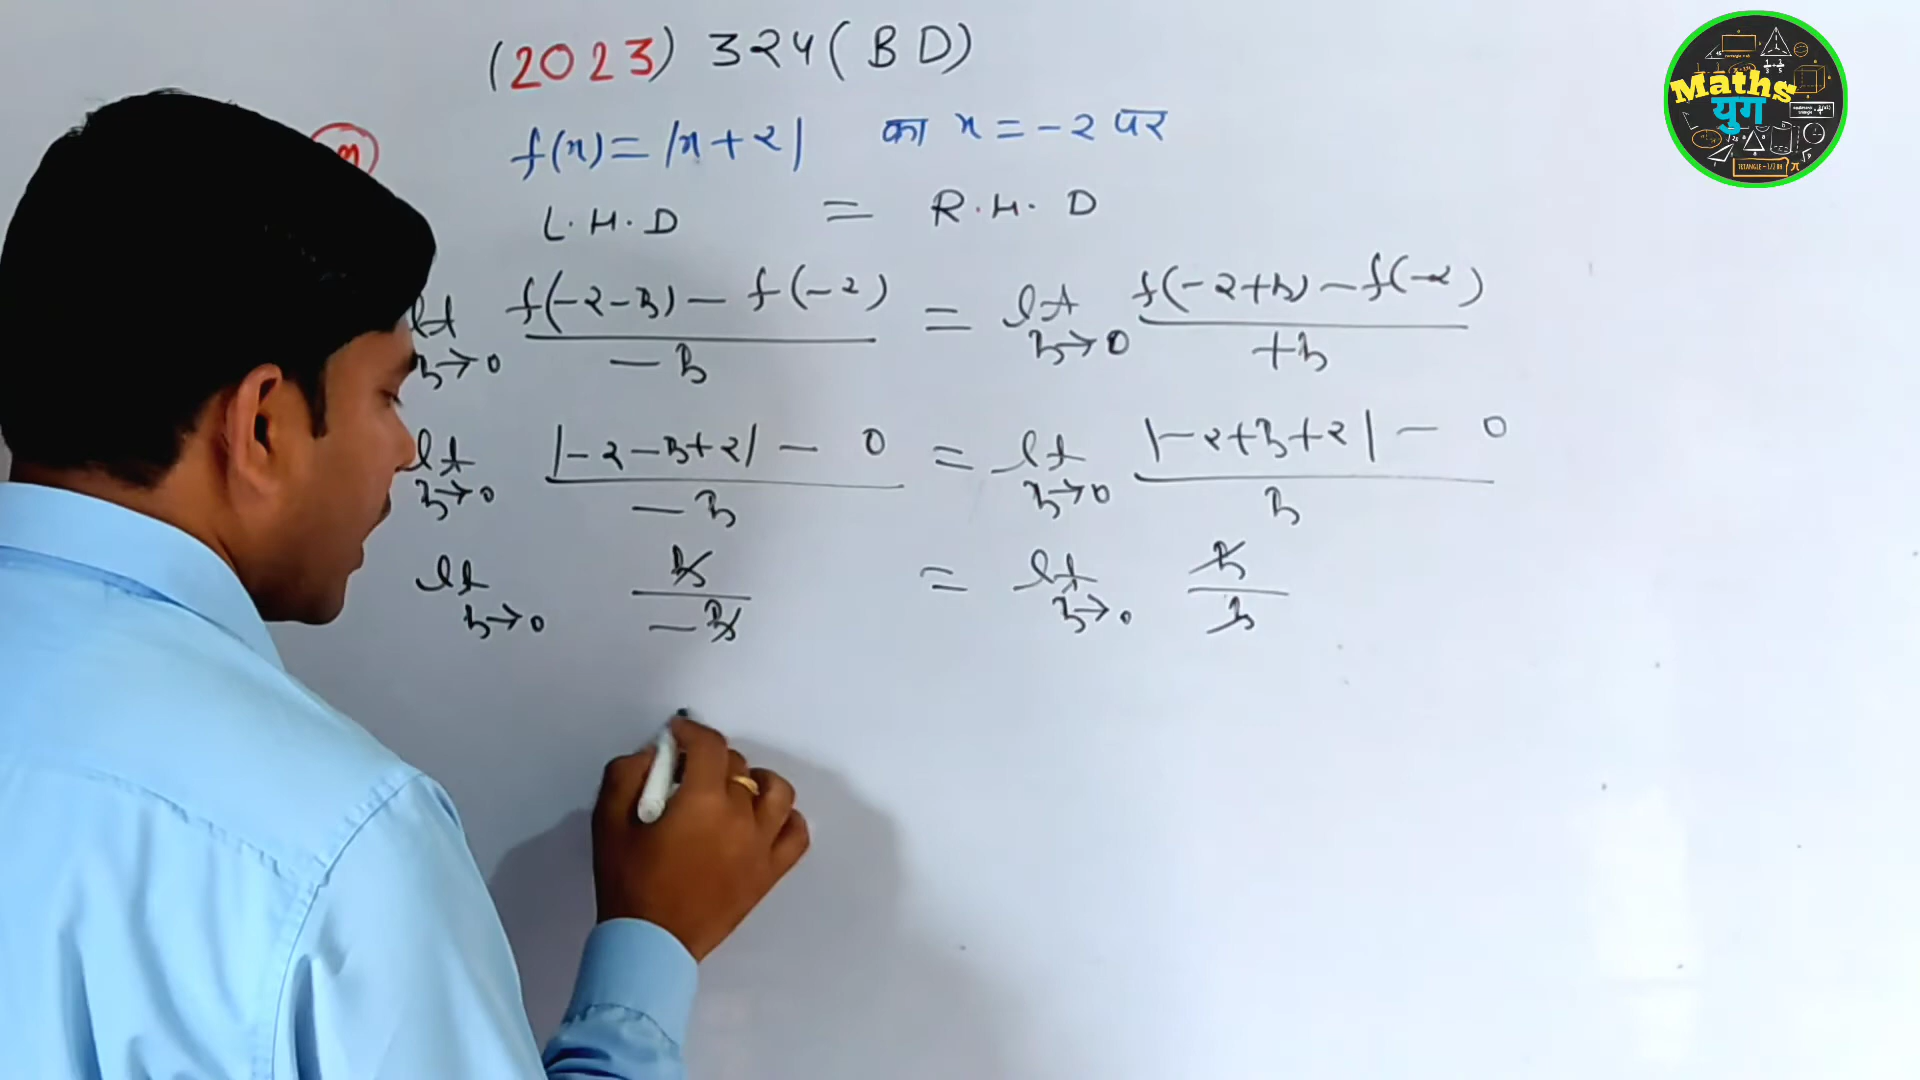 (2023) 324 (BD)
f(x) = |x+2| का x = -2 पर
L.H.D = R.H.D
lt h→0 f(-2-h) - f(-2) / -h = lt h→0 f(-2+h) - f(-2) / +h
lt h→0 |-2-h+2| - 0 / -h = lt h→0 |-2+h+2| - 0 / h
lt h→0 h / -h = lt h→0 h / h
Maths
युग